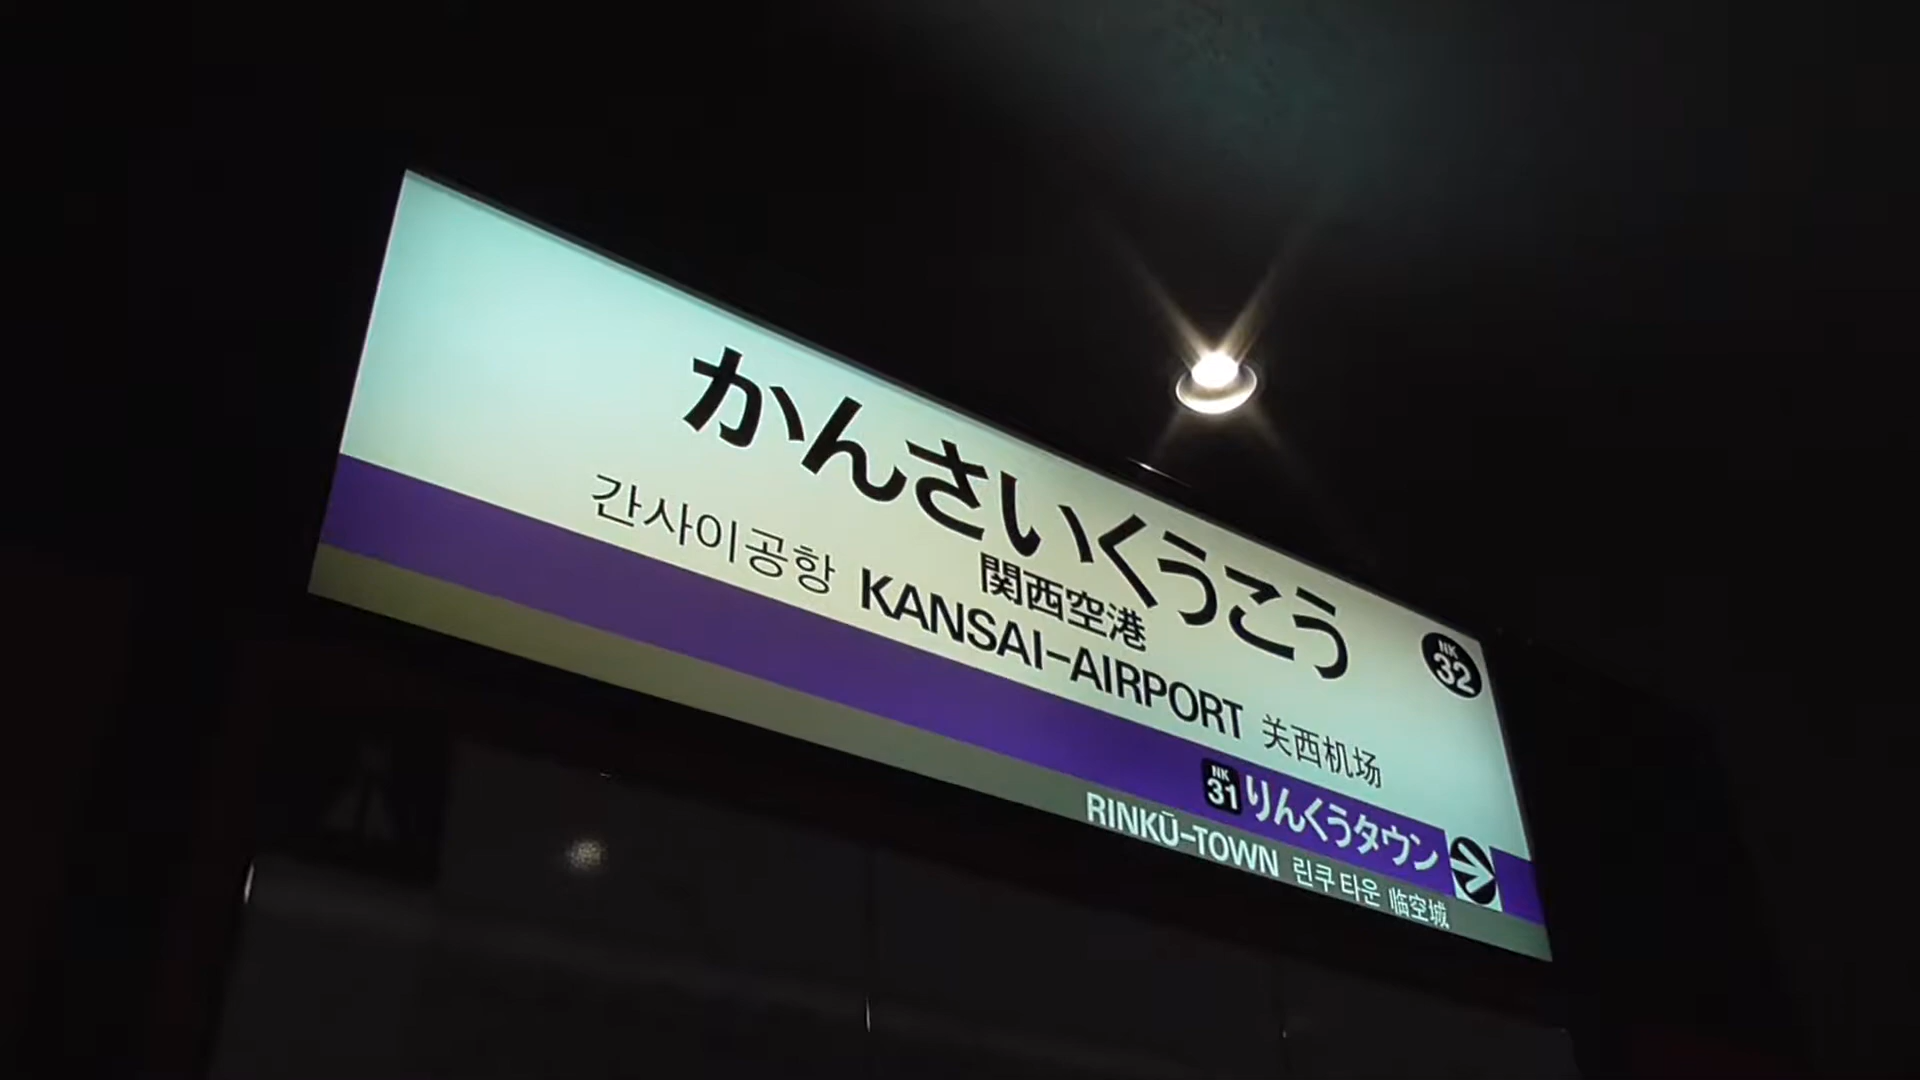 かんさいくうこう
関西空港
NK
32
간사이공항 KANSAI-AIRPORT 关西机场
NK
31 りんくうタウン
RINKŪ-TOWN 린쿠 타운 临空城